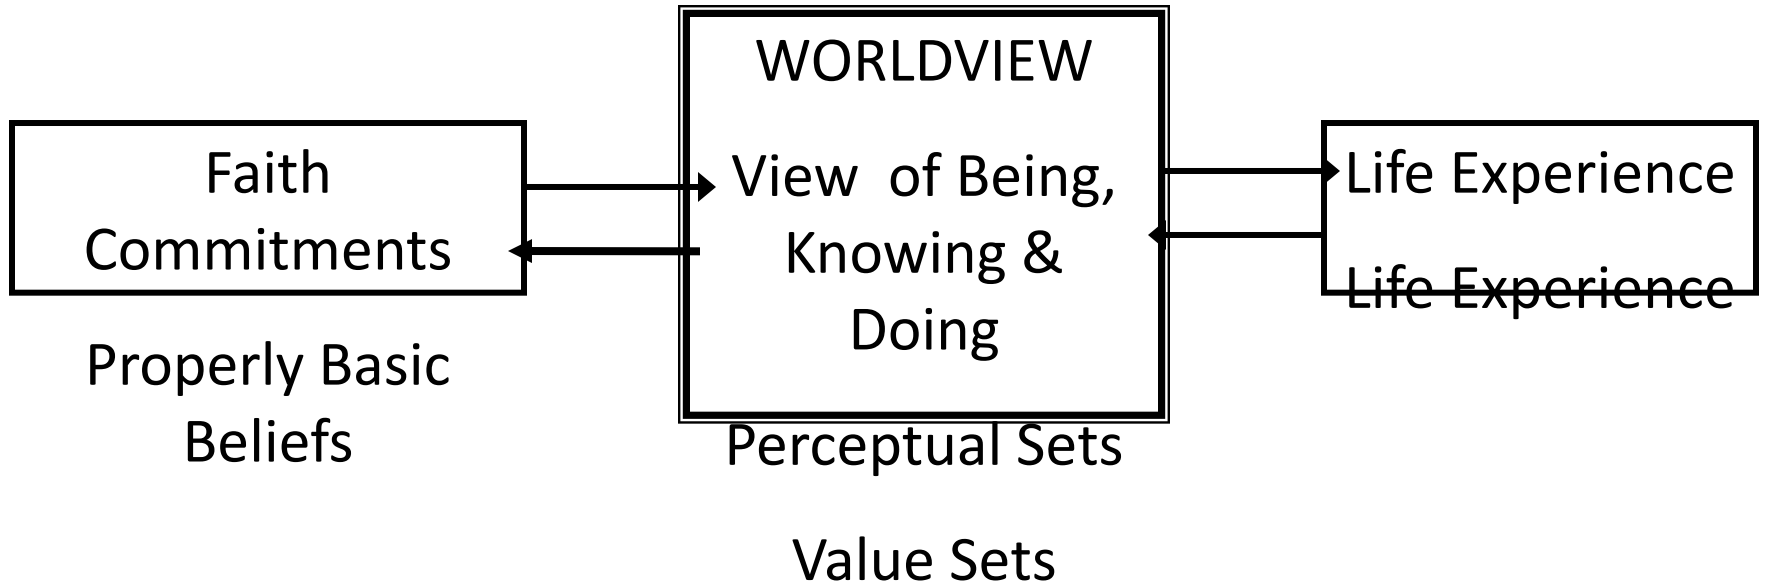 Faith
Commitments
Properly Basic
Beliefs
WORLDVIEW
View  of Being,
Knowing &
Doing
Perceptual Sets
Value Sets
Life Experience
Life Experience